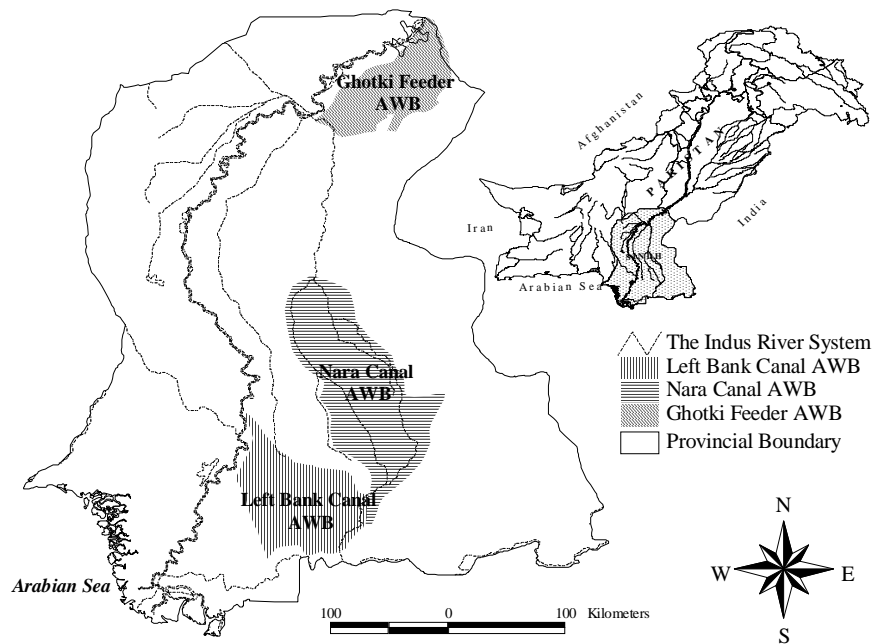 Ghotki Feeder
AWB
Nara Canal
AWB
Left Bank Canal
AWB
Arabian Sea
100 0 100 Kilometers
Afghanistan
PAKISTAN
India
Iran
SINDH
Arabian Sea
The Indus River System
Left Bank Canal AWB
Nara Canal AWB
Ghotki Feeder AWB
Provincial Boundary
N
W E
S